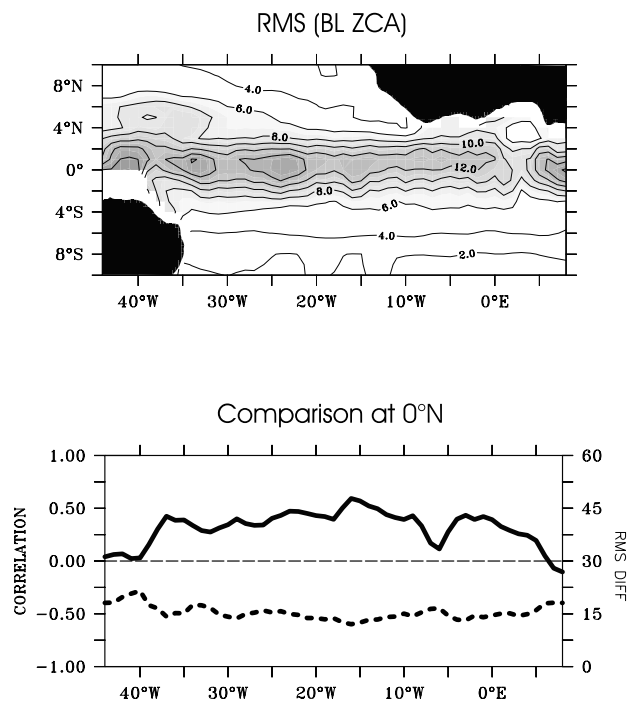 RMS (BL ZCA)
8°N
4°N
0°
4°S
8°S
4.0
6.0
8.0
10.0
12.0
8.0
6.0
4.0
2.0
40°W 30°W 20°W 10°W 0°E
Comparison at 0°N
1.00 60
0.50 45
0.00 30
−0.50 15
−1.00 0
CORRELATION
RMS DIFF
40°W 30°W 20°W 10°W 0°E